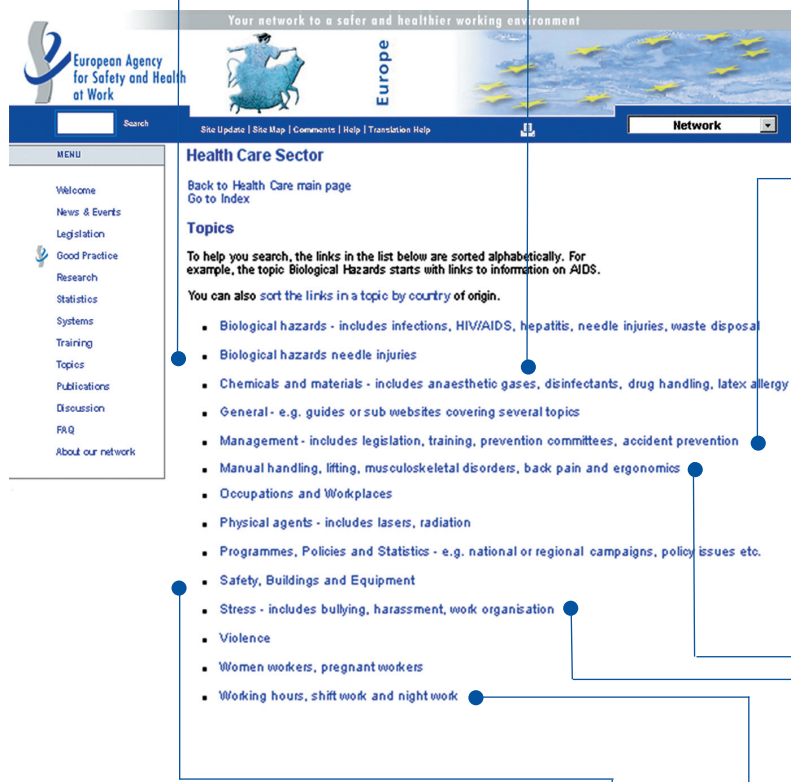 Your network to a safer and healthier working environment
European Agency
for Safety and Health
at Work
Europe
Search
Site Update | Site Map | Comments | Help | Translation Help
Network
MENU
Welcome
News & Events
Legislation
Good Practice
Research
Statistics
Systems
Training
Topics
Publications
Discussion
FAQ
About our network
Health Care Sector
Back to Health Care main page
Go to Index
Topics
To help you search, the links in the list below are sorted alphabetically. For
example, the topic Biological Hazards starts with links to information on AIDS.
You can also sort the links in a topic by country of origin.
Biological hazards - includes infections, HIV/AIDS, hepatitis, needle injuries, waste disposal
Biological hazards needle injuries
Chemicals and materials - includes anaesthetic gases, disinfectants, drug handling, latex allergy
General - e.g. guides or sub websites covering several topics
Management - includes legislation, training, prevention committees, accident prevention
Manual handling, lifting, musculoskeletal disorders, back pain and ergonomics
Occupations and Workplaces
Physical agents - includes lasers, radiation
Programmes, Policies and Statistics - e.g. national or regional campaigns, policy issues etc.
Safety, Buildings and Equipment
Stress - includes bullying, harassment, work organisation
Violence
Women workers, pregnant workers
Working hours, shift work and night work